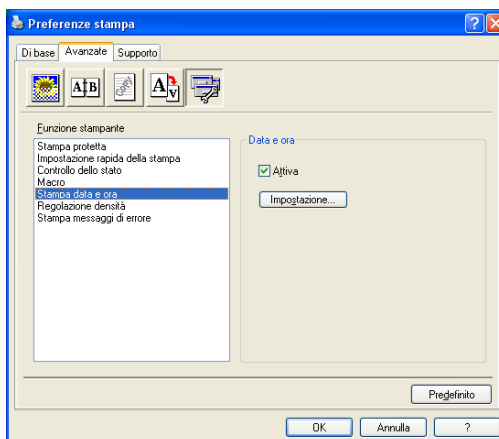 Preferenze stampa
Di base Avanzate Supporto
Funzione stampante
Stampa protetta
Impostazione rapida della stampa
Controllo dello stato
Macro
Stampa data e ora
Regolazione densità
Stampa messaggi di errore
Data e ora
Attiva
Impostazione...
Predefinito
OK Annulla ?